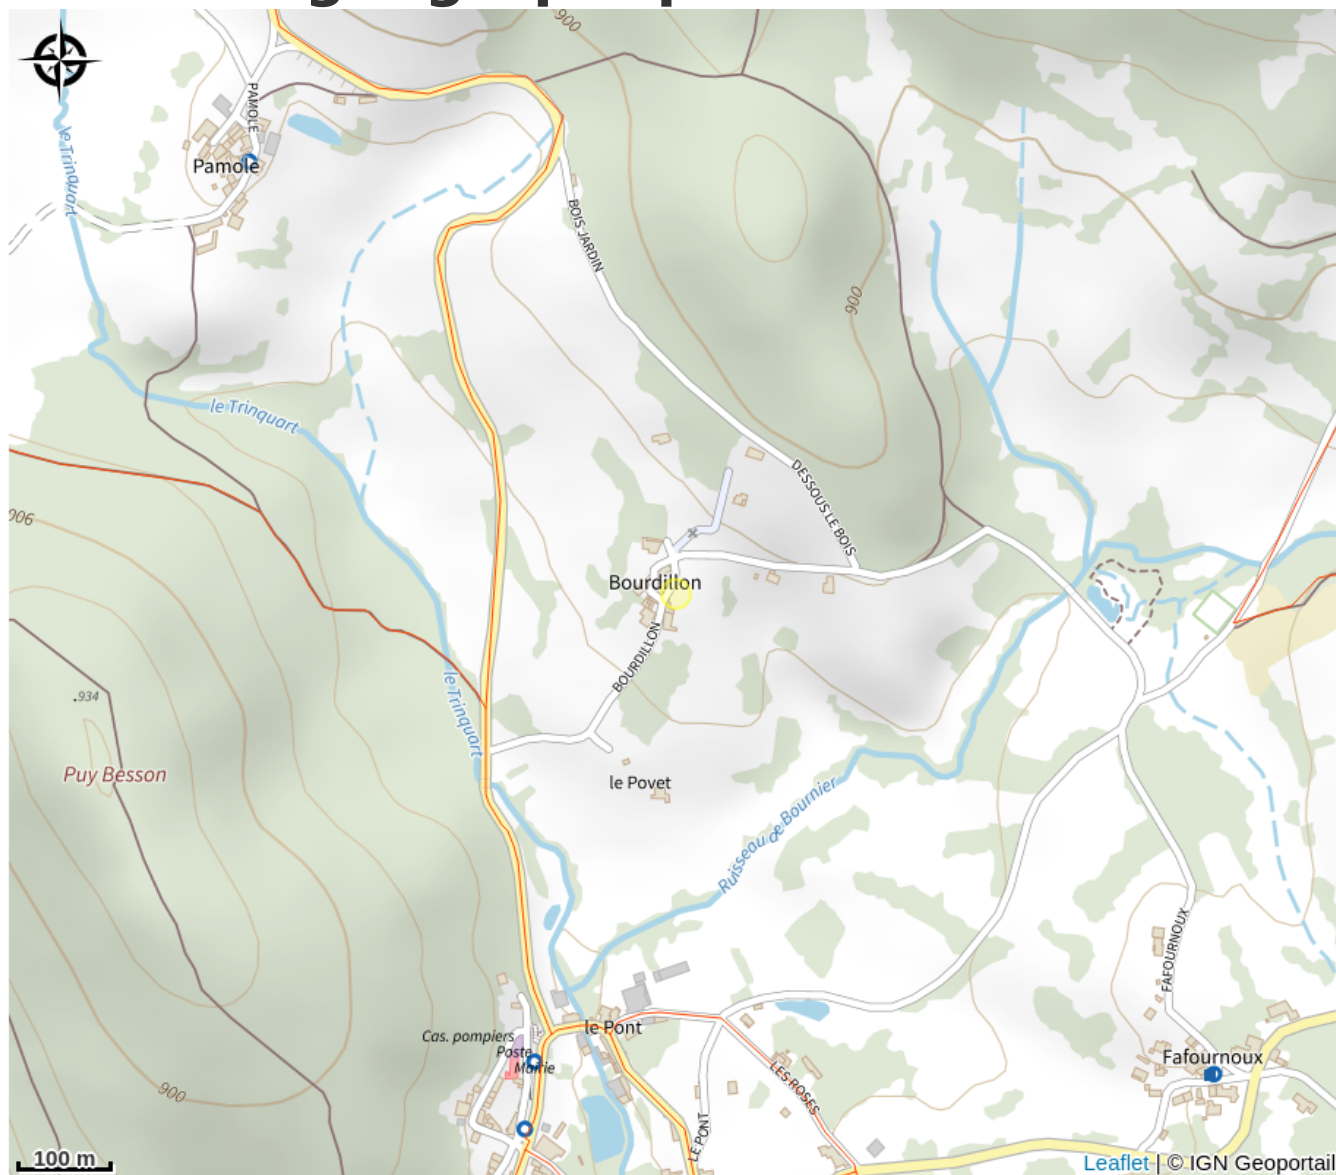 900
PAMOLE
le Trinquart
Pamole
BOIS JARDIN
900
le Trinquart
DESSOUS LE BOIS
906
Bourdillon
BOURDILLON
.934
le Trinquart
Puy Besson
le Povet
Ruisseau de Bournier
FAFOURNOUX
le Pont
Cas. pompiers
Poste
Mairie
Fafournoux
LES ROSES
900
LE PONT
100 m
Leaflet | © IGN Geoportail